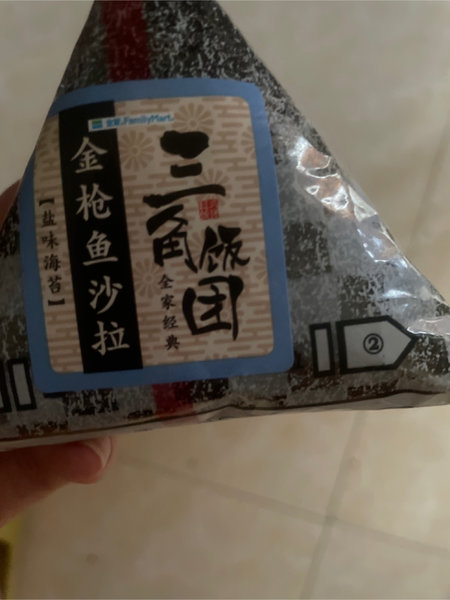 全家FamilyMart
三角饭团
全家经典
金枪鱼沙拉
【盐味海苔】
②